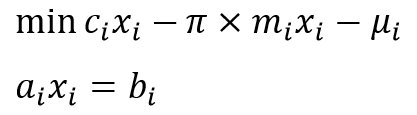 min cᵢxᵢ − π × mᵢxᵢ − μᵢ
aᵢxᵢ = bᵢ